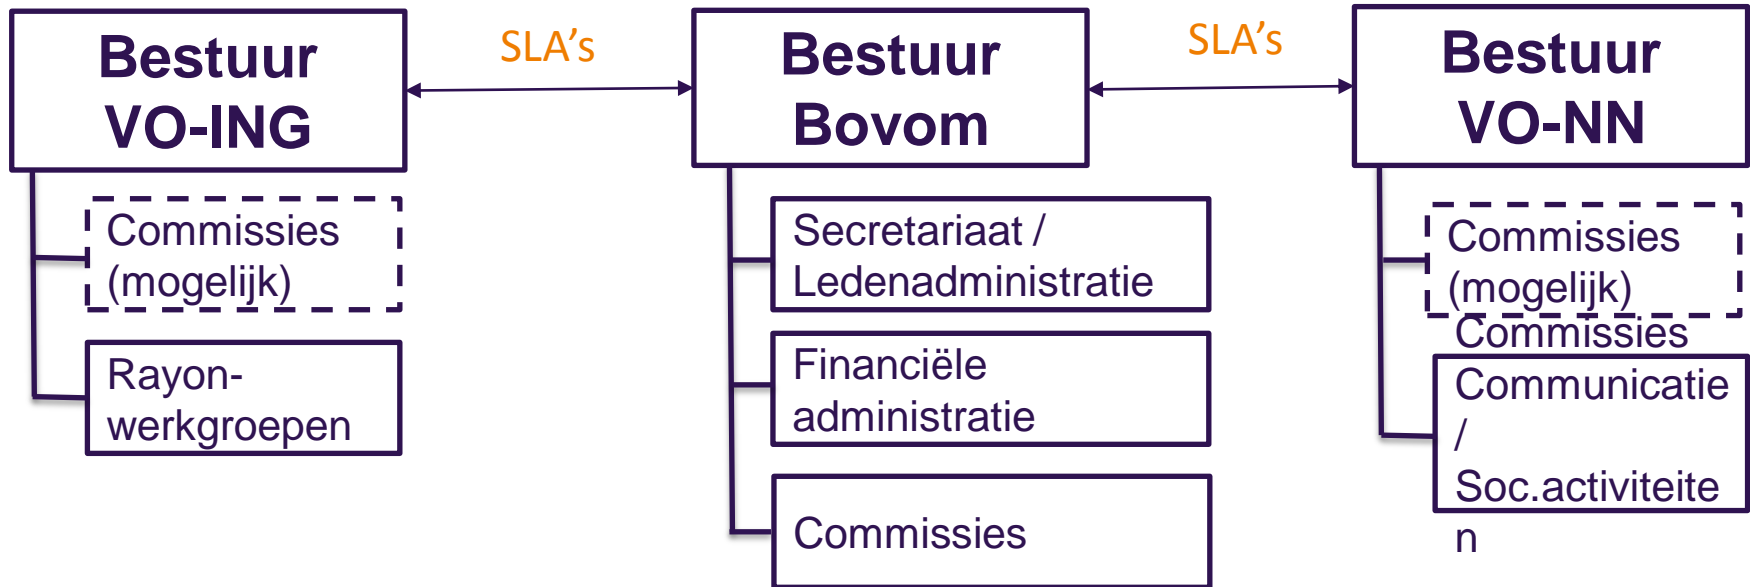 Bestuur
VO-ING
SLA's
Bestuur
Bovom
SLA's
Bestuur
VO-NN
Commissies
(mogelijk)
Rayon-
werkgroepen
Secretariaat /
Ledenadministratie
Financiële
administratie
Commissies
Commissies
(mogelijk)
Commissies
Communicatie
/
Soc.activiteite
n